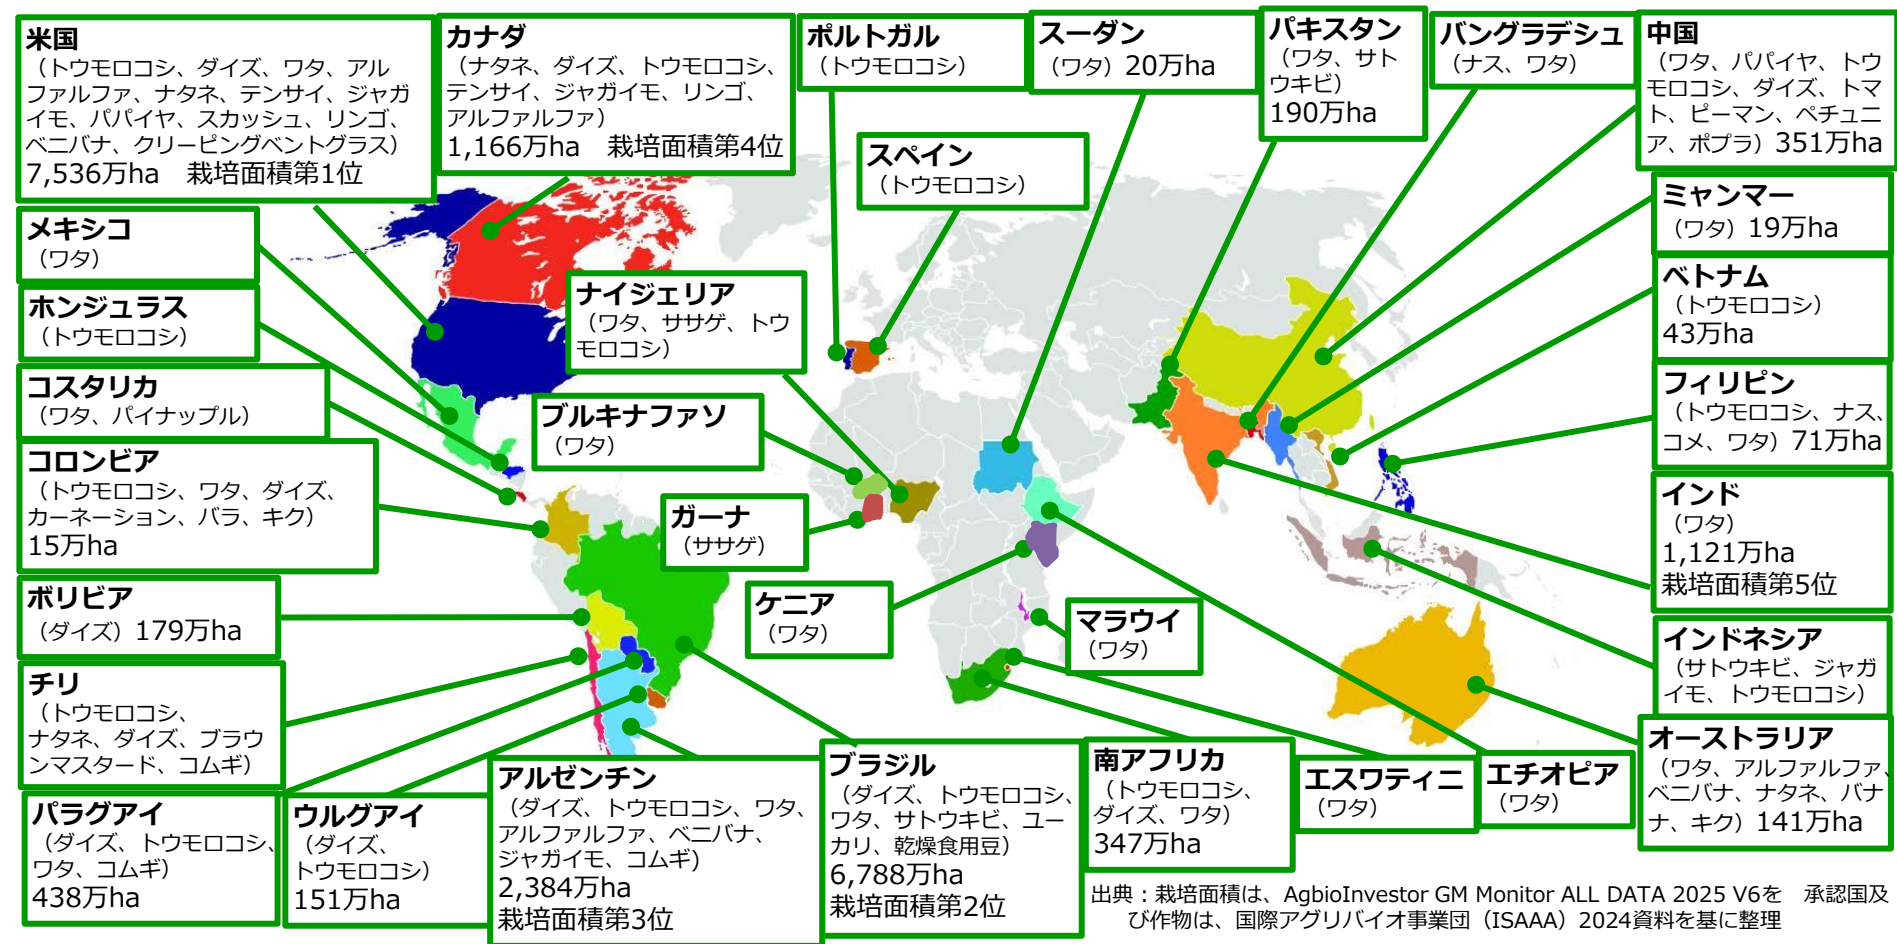 米国
（トウモロコシ、ダイズ、ワタ、アル
ファルファ、ナタネ、テンサイ、ジャガ
イモ、パパイヤ、スカッシュ、リンゴ、
ベニバナ、クリーピングベントグラス）
7,536万ha　栽培面積第1位
カナダ
（ナタネ、ダイズ、トウモロコシ、
テンサイ、ジャガイモ、リンゴ、
アルファルファ）
1,166万ha　栽培面積第4位
ポルトガル
（トウモロコシ）
スーダン
（ワタ）20万ha
パキスタン
（ワタ、サト
ウキビ）
190万ha
バングラデシュ
（ナス、ワタ）
中国
（ワタ、パパイヤ、トウ
モロコシ、ダイズ、トマ
ト、ピーマン、ペチュニ
ア、ポプラ）351万ha
スペイン
（トウモロコシ）
メキシコ
（ワタ）
ミャンマー
（ワタ）19万ha
ホンジュラス
（トウモロコシ）
ナイジェリア
（ワタ、ササゲ、トウ
モロコシ）
ベトナム
（トウモロコシ）
43万ha
コスタリカ
（ワタ、パイナップル）
ブルキナファソ
（ワタ）
フィリピン
（トウモロコシ、ナス、
コメ、ワタ）71万ha
コロンビア
（トウモロコシ、ワタ、ダイズ、
カーネーション、バラ、キク）
15万ha
ガーナ
（ササゲ）
インド
（ワタ）
1,121万ha
栽培面積第5位
ボリビア
（ダイズ）179万ha
ケニア
（ワタ）
マラウイ
（ワタ）
インドネシア
（サトウキビ、ジャガ
イモ、トウモロコシ）
チリ
（トウモロコシ、
ナタネ、ダイズ、ブラウ
ンマスタード、コムギ）
パラグアイ
（ダイズ、トウモロコシ、
ワタ、コムギ）
438万ha
ウルグアイ
（ダイズ、
トウモロコシ）
151万ha
アルゼンチン
（ダイズ、トウモロコシ、ワタ、
アルファルファ、ベニバナ、
ジャガイモ、コムギ）
2,384万ha
栽培面積第3位
ブラジル
（ダイズ、トウモロコシ、
ワタ、サトウキビ、ユー
カリ、乾燥食用豆）
6,788万ha
栽培面積第2位
南アフリカ
（トウモロコシ、
ダイズ、ワタ）
347万ha
エスワティニ
（ワタ）
エチオピア
（ワタ）
オーストラリア
（ワタ、アルファルファ、
ベニバナ、ナタネ、バナ
ナ、キク）141万ha
出典：栽培面積は、AgbioInvestor GM Monitor ALL DATA 2025 V6を　承認国及
び作物は、国際アグリバイオ事業団（ISAAA）2024資料を基に整理